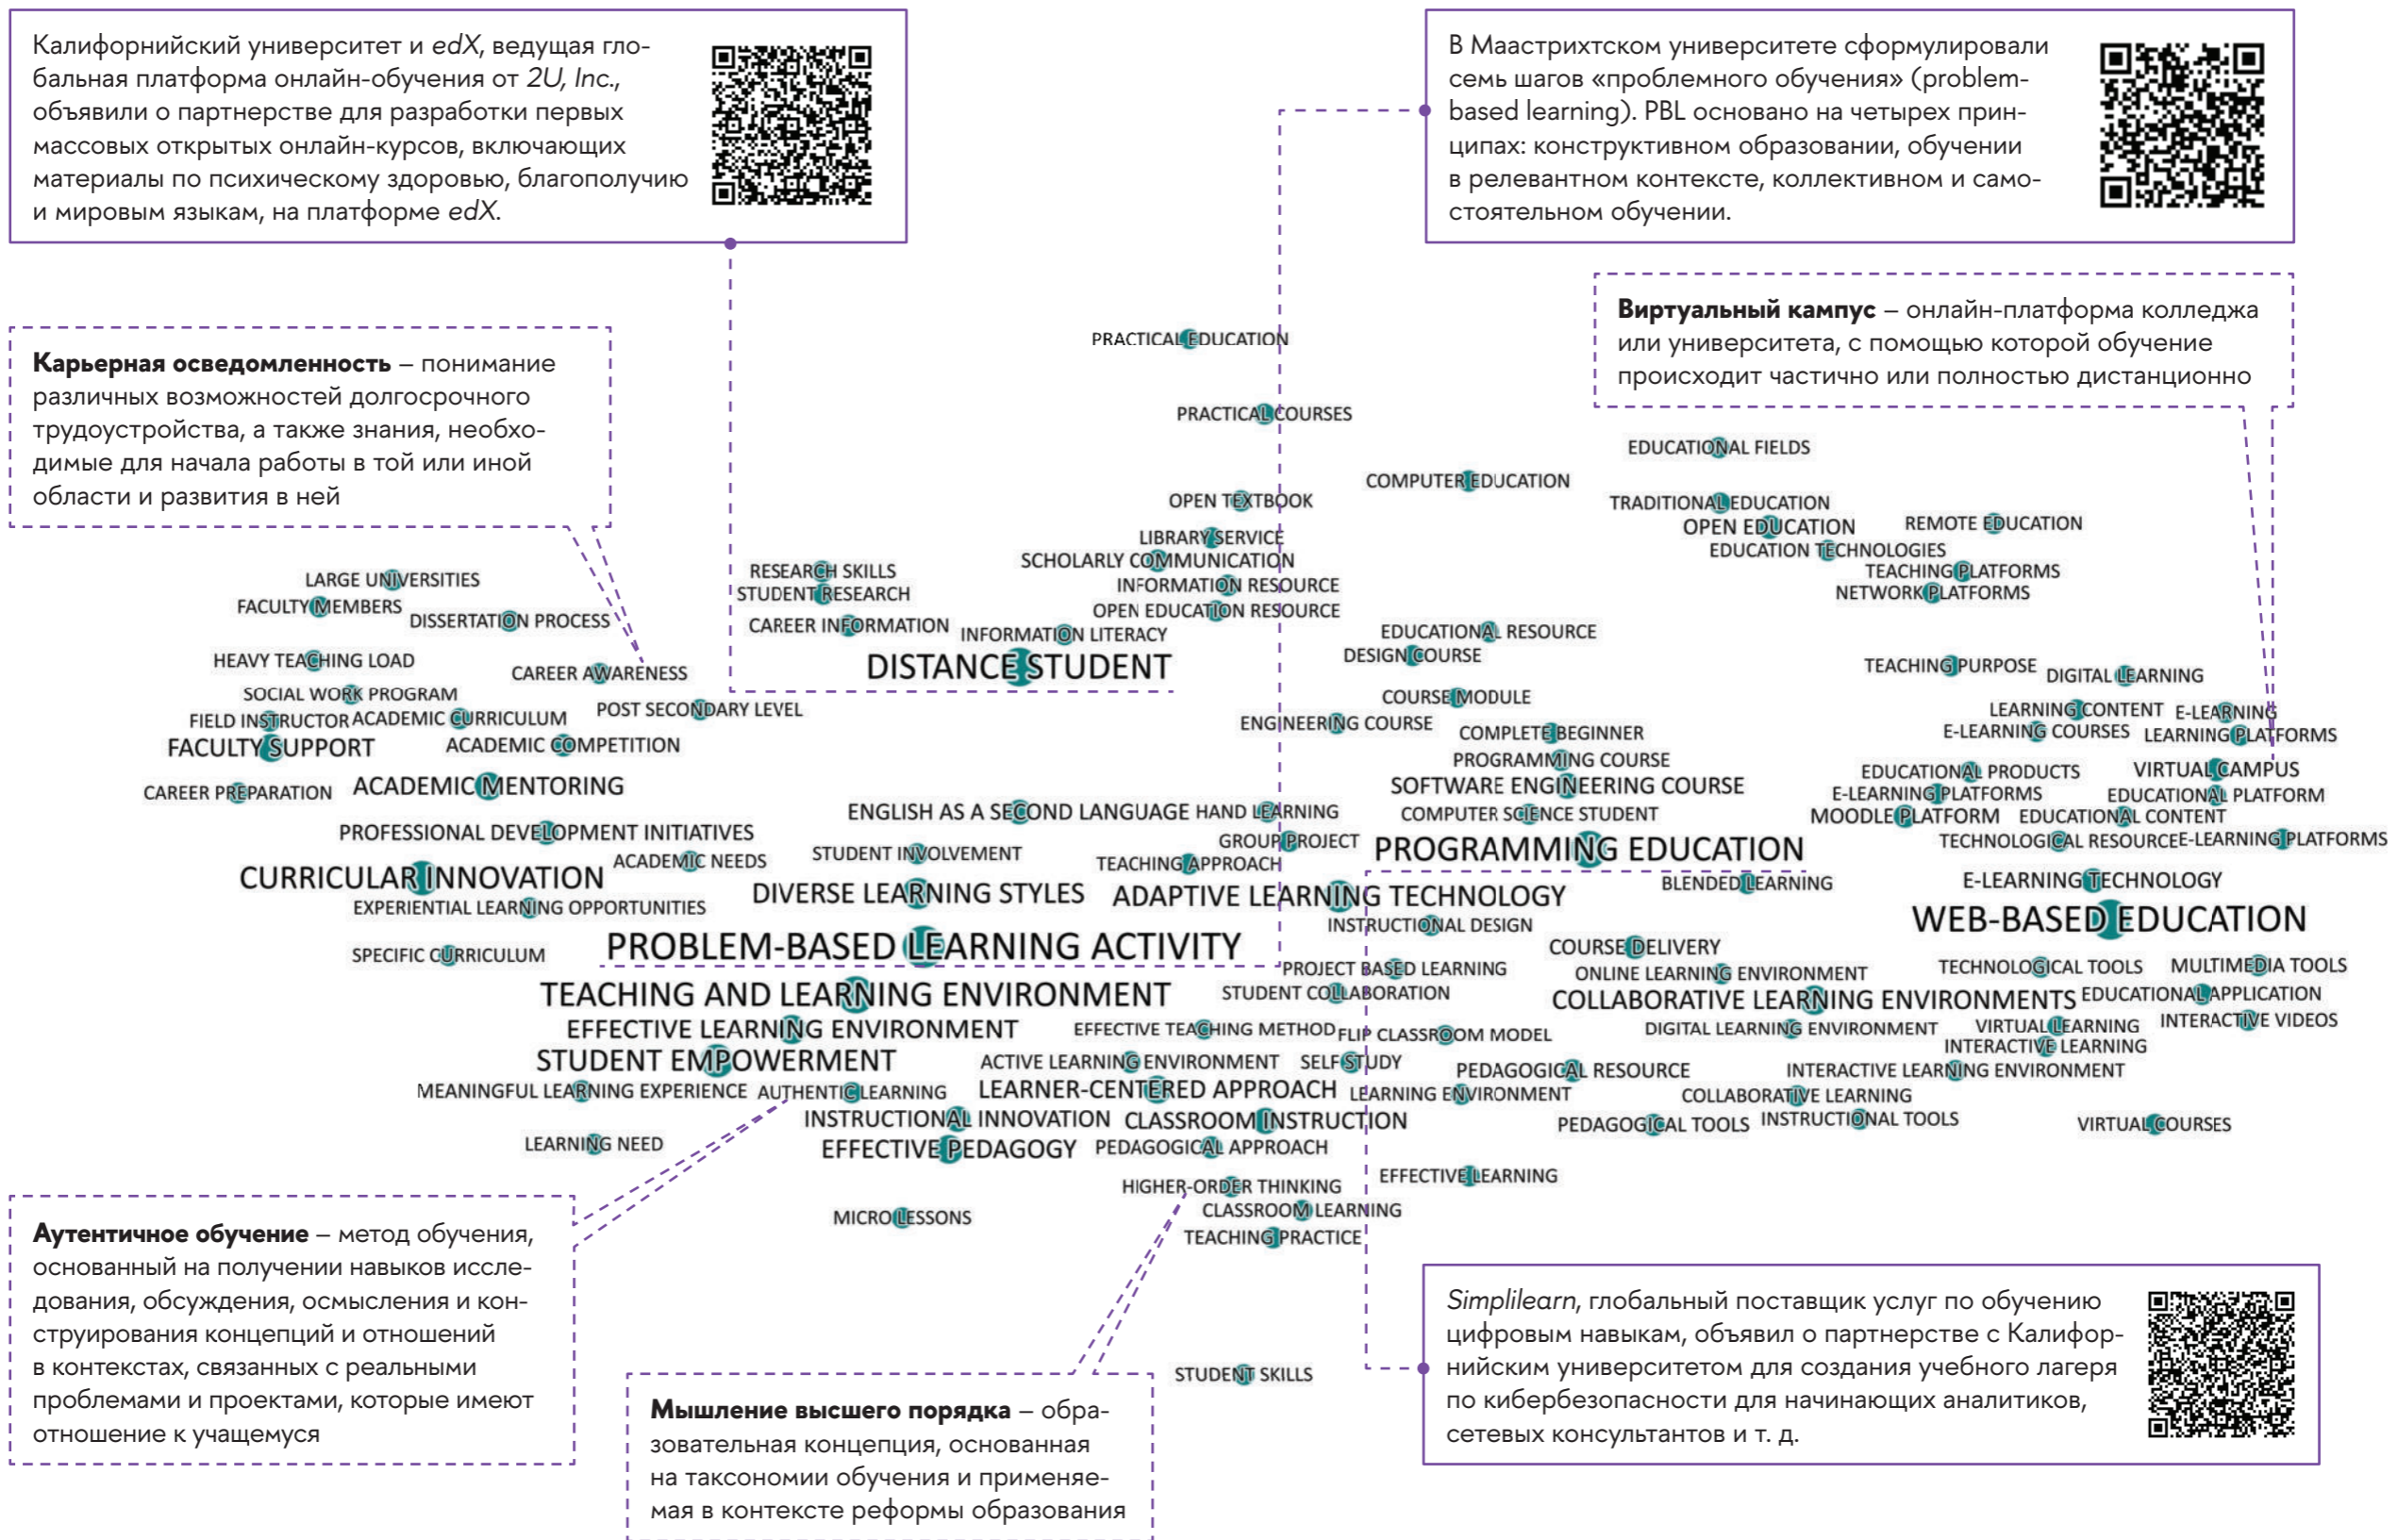 Калифорнийский университет и edX, ведущая гло-
бальная платформа онлайн-обучения от 2U, Inc.,
объявили о партнерстве для разработки первых
массовых открытых онлайн-курсов, включающих
материалы по психическому здоровью, благополучию
и мировым языкам, на платформе edX.
В Маастрихтском университете сформулировали
семь шагов «проблемного обучения» (problem-
based learning). PBL основано на четырех прин-
ципах: конструктивном образовании, обучении
в релевантном контексте, коллективном и само-
стоятельном обучении.
Виртуальный кампус – онлайн-платформа колледжа
или университета, с помощью которой обучение
происходит частично или полностью дистанционно
Карьерная осведомленность – понимание
различных возможностей долгосрочного
трудоустройства, а также знания, необхо-
димые для начала работы в той или иной
области и развития в ней
PRACTICAL EDUCATION
PRACTICAL COURSES
EDUCATIONAL FIELDS
COMPUTER EDUCATION
OPEN TEXTBOOK
TRADITIONAL EDUCATION
OPEN EDUCATION
REMOTE EDUCATION
LIBRARY SERVICE
EDUCATION TECHNOLOGIES
SCHOLARLY COMMUNICATION
RESEARCH SKILLS
TEACHING PLATFORMS
LARGE UNIVERSITIES
INFORMATION RESOURCE
STUDENT RESEARCH
NETWORK PLATFORMS
FACULTY MEMBERS
OPEN EDUCATION RESOURCE
DISSERTATION PROCESS
CAREER INFORMATION
INFORMATION LITERACY
EDUCATIONAL RESOURCE
DESIGN COURSE
HEAVY TEACHING LOAD
DISTANCE STUDENT
TEACHING PURPOSE
CAREER AWARENESS
DIGITAL LEARNING
SOCIAL WORK PROGRAM
COURSE MODULE
POST SECONDARY LEVEL
LEARNING CONTENT
E-LEARNING
FIELD INSTRUCTOR
ACADEMIC CURRICULUM
ENGINEERING COURSE
COMPLETE BEGINNER
E-LEARNING COURSES
LEARNING PLATFORMS
FACULTY SUPPORT
ACADEMIC COMPETITION
PROGRAMMING COURSE
EDUCATIONAL PRODUCTS
VIRTUAL CAMPUS
CAREER PREPARATION
ACADEMIC MENTORING
SOFTWARE ENGINEERING COURSE
E-LEARNING PLATFORMS
EDUCATIONAL PLATFORM
ENGLISH AS A SECOND LANGUAGE
HAND LEARNING
COMPUTER SCIENCE STUDENT
MOODLE PLATFORM
EDUCATIONAL CONTENT
PROFESSIONAL DEVELOPMENT INITIATIVES
GROUP PROJECT
PROGRAMMING EDUCATION
TECHNOLOGICAL RESOURCE
E-LEARNING PLATFORMS
ACADEMIC NEEDS
STUDENT INVOLVEMENT
TEACHING APPROACH
CURRICULAR INNOVATION
BLENDED LEARNING
E-LEARNING TECHNOLOGY
DIVERSE LEARNING STYLES
ADAPTIVE LEARNING TECHNOLOGY
EXPERIENTIAL LEARNING OPPORTUNITIES
INSTRUCTIONAL DESIGN
WEB-BASED EDUCATION
SPECIFIC CURRICULUM
PROBLEM-BASED LEARNING ACTIVITY
COURSE DELIVERY
PROJECT BASED LEARNING
ONLINE LEARNING ENVIRONMENT
TECHNOLOGICAL TOOLS
MULTIMEDIA TOOLS
TEACHING AND LEARNING ENVIRONMENT
STUDENT COLLABORATION
COLLABORATIVE LEARNING ENVIRONMENTS
EDUCATIONAL APPLICATION
EFFECTIVE LEARNING ENVIRONMENT
EFFECTIVE TEACHING METHOD
FLIP CLASSROOM MODEL
DIGITAL LEARNING ENVIRONMENT
VIRTUAL LEARNING
INTERACTIVE VIDEOS
INTERACTIVE LEARNING
STUDENT EMPOWERMENT
ACTIVE LEARNING ENVIRONMENT
SELF STUDY
PEDAGOGICAL RESOURCE
INTERACTIVE LEARNING ENVIRONMENT
MEANINGFUL LEARNING EXPERIENCE
AUTHENTIC LEARNING
LEARNER-CENTERED APPROACH
LEARNING ENVIRONMENT
COLLABORATIVE LEARNING
INSTRUCTIONAL INNOVATION
CLASSROOM INSTRUCTION
PEDAGOGICAL TOOLS
INSTRUCTIONAL TOOLS
VIRTUAL COURSES
LEARNING NEED
EFFECTIVE PEDAGOGY
PEDAGOGICAL APPROACH
EFFECTIVE LEARNING
HIGHER-ORDER THINKING
CLASSROOM LEARNING
MICRO LESSONS
TEACHING PRACTICE
STUDENT SKILLS
Аутентичное обучение – метод обучения,
основанный на получении навыков иссле-
дования, обсуждения, осмысления и кон-
струирования концепций и отношений
в контекстах, связанных с реальными
проблемами и проектами, которые имеют
отношение к учащемуся
Мышление высшего порядка – обра-
зовательная концепция, основанная
на таксономии обучения и применяе-
мая в контексте реформы образования
Simplilearn, глобальный поставщик услуг по обучению
цифровым навыкам, объявил о партнерстве с Калифор-
нийским университетом для создания учебного лагеря
по кибербезопасности для начинающих аналитиков,
сетевых консультантов и т. д.